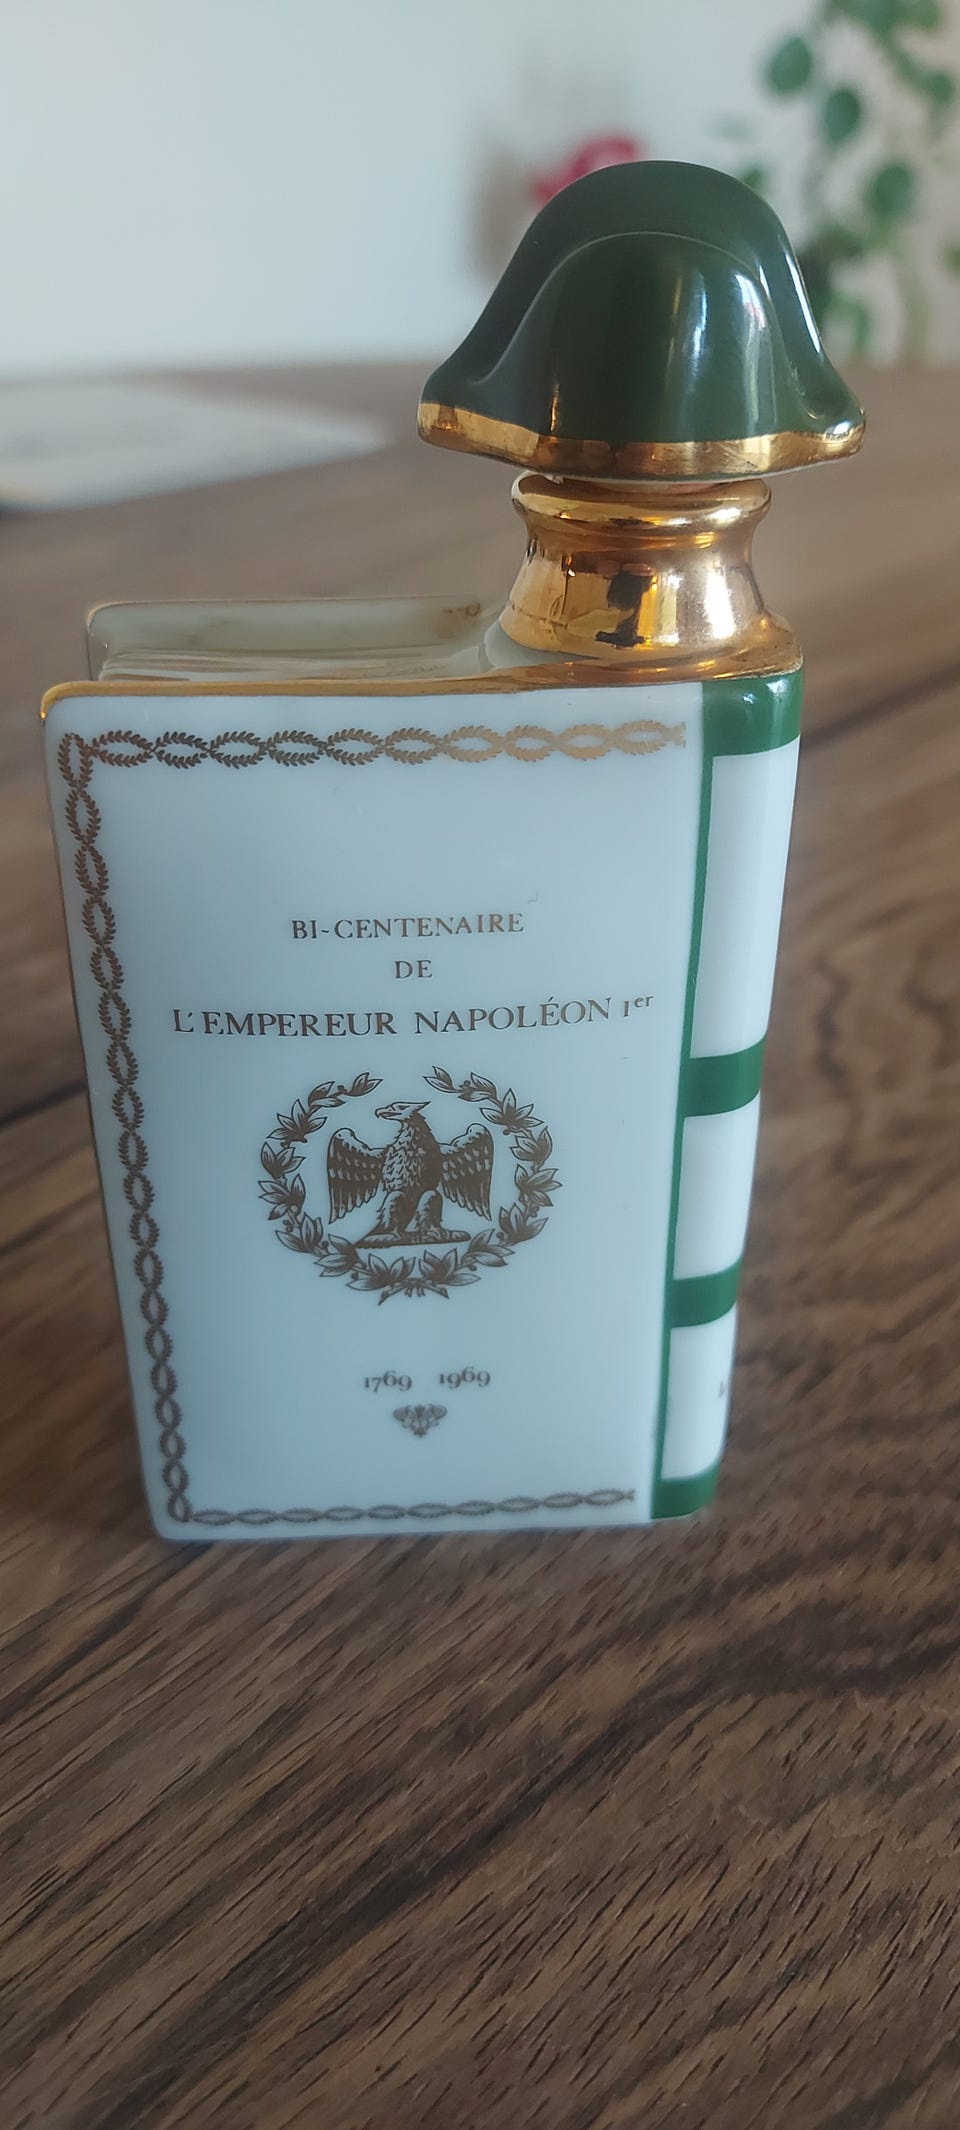 BI-CENTENAIRE
DE
L'EMPEREUR NAPOLÉON Ier
1769 1969